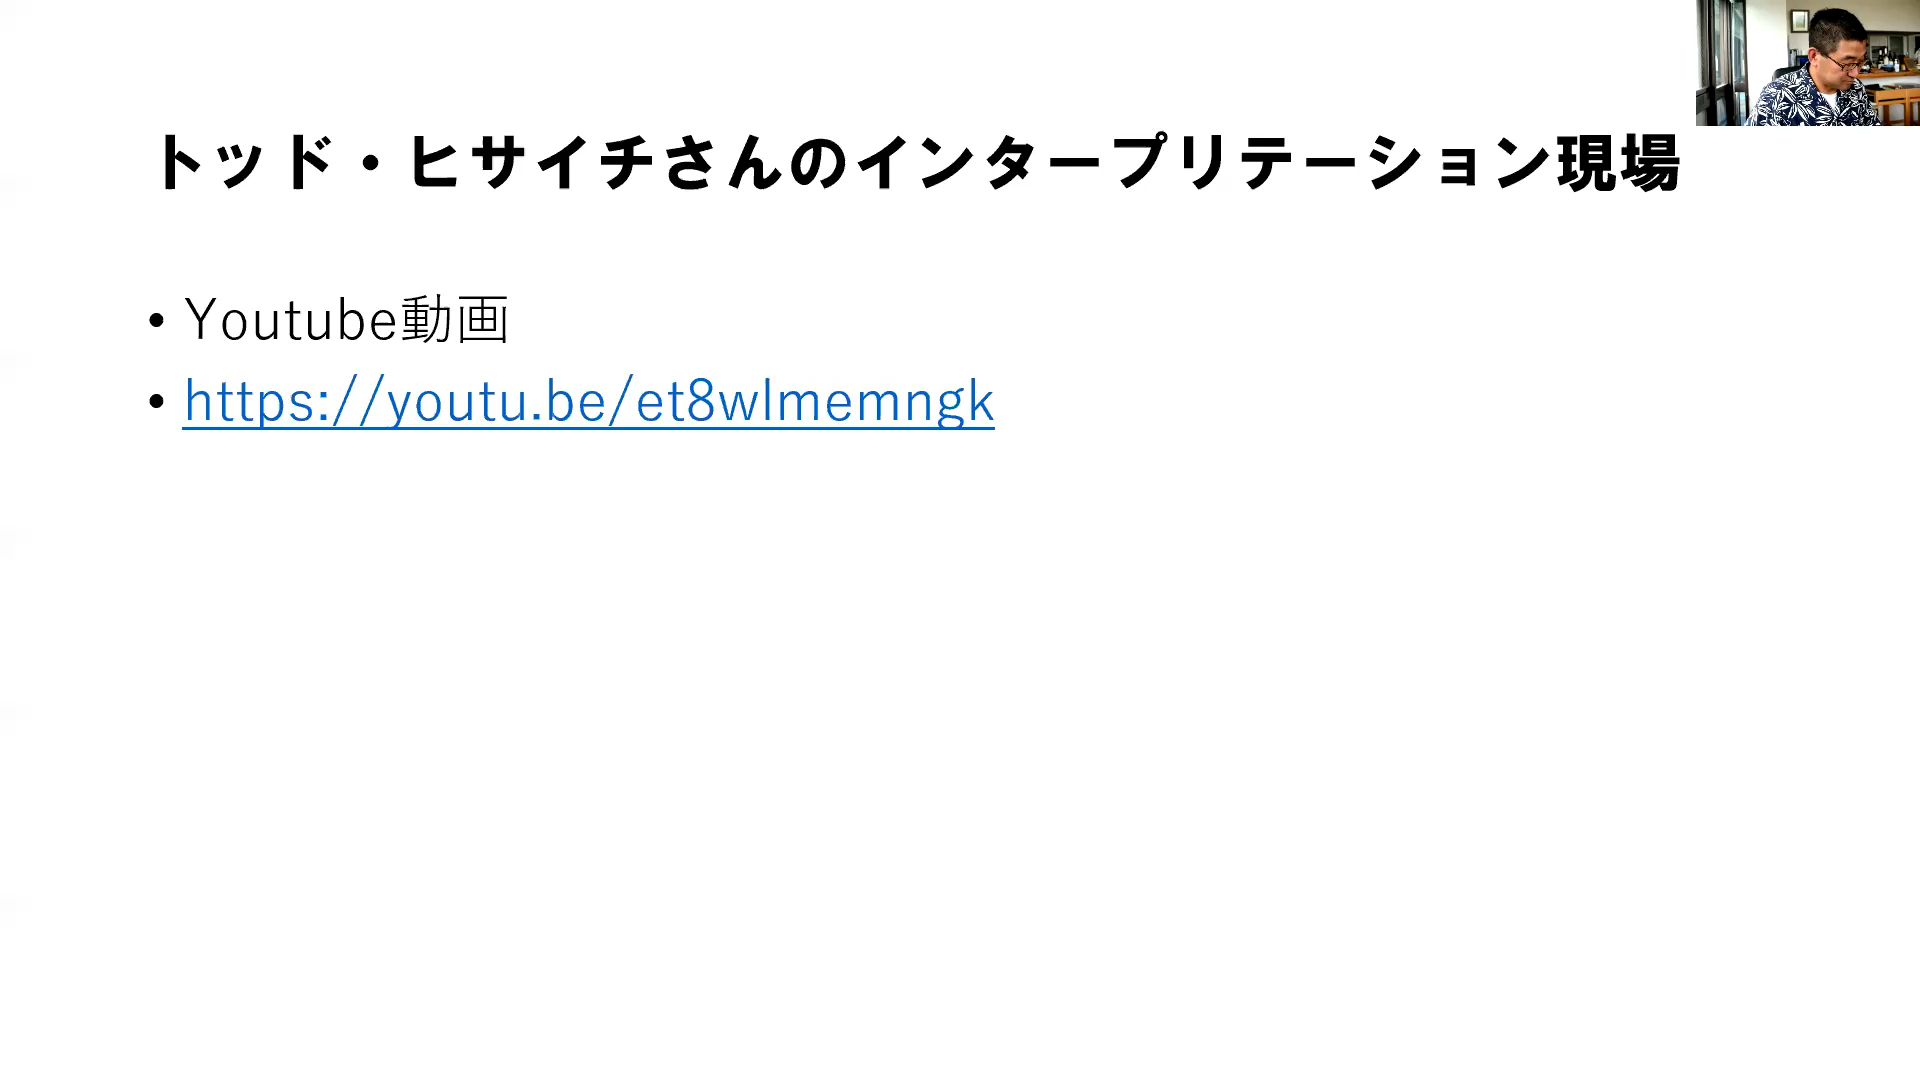 トッド・ヒサイチさんのインタープリテーション現場
• Youtube動画
• https://youtu.be/et8wlmemngk